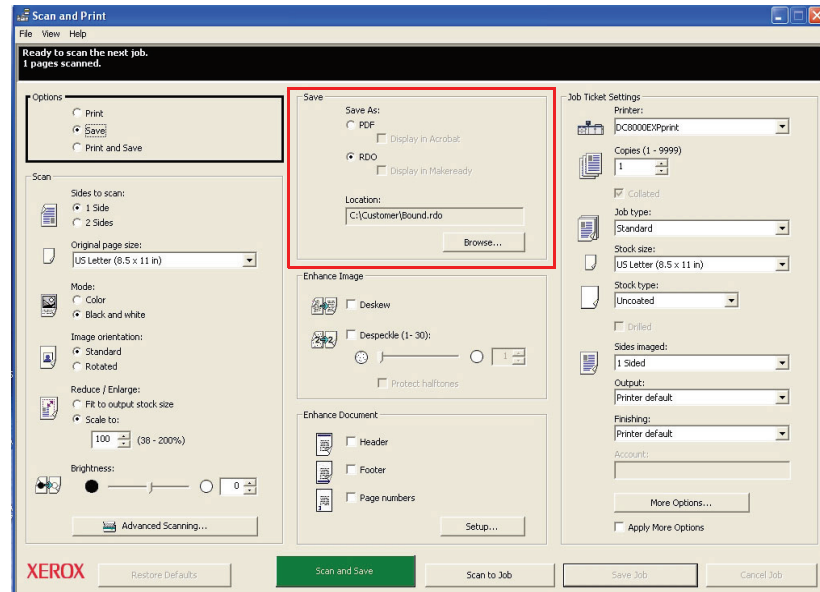 Scan and Print
File View Help
Ready to scan the next job.
1 pages scanned.
Options
Print
Save
Print and Save
Scan
Sides to scan:
1 Side
2 Sides
Original page size:
US Letter (8.5 x 11 in)
Mode:
Color
Black and white
Image orientation:
Standard
Rotated
Reduce / Enlarge:
Fit to output stock size
Scale to:
100 (38 - 200%)
Brightness:
0
Advanced Scanning...
Save
Save As:
PDF
Display in Acrobat
RDO
Display in Makeready
Location:
C:\Customer\Bound.rdo
Browse...
Enhance Image
Deskew
Despeckle (1- 30):
1
Protect halftones
Enhance Document
Header
Footer
Page numbers
Setup...
Job Ticket Settings
Printer:
DC8000EXPprint
Copies (1 - 9999)
1
Collated
Job type:
Standard
Stock size:
US Letter (8.5 x 11 in)
Stock type:
Uncoated
Drilled
Sides imaged:
1 Sided
Output:
Printer default
Finishing:
Printer default
Account:
More Options...
Apply More Options
XEROX
Restore Defaults
Scan and Save
Scan to Job
Save Job
Cancel Job